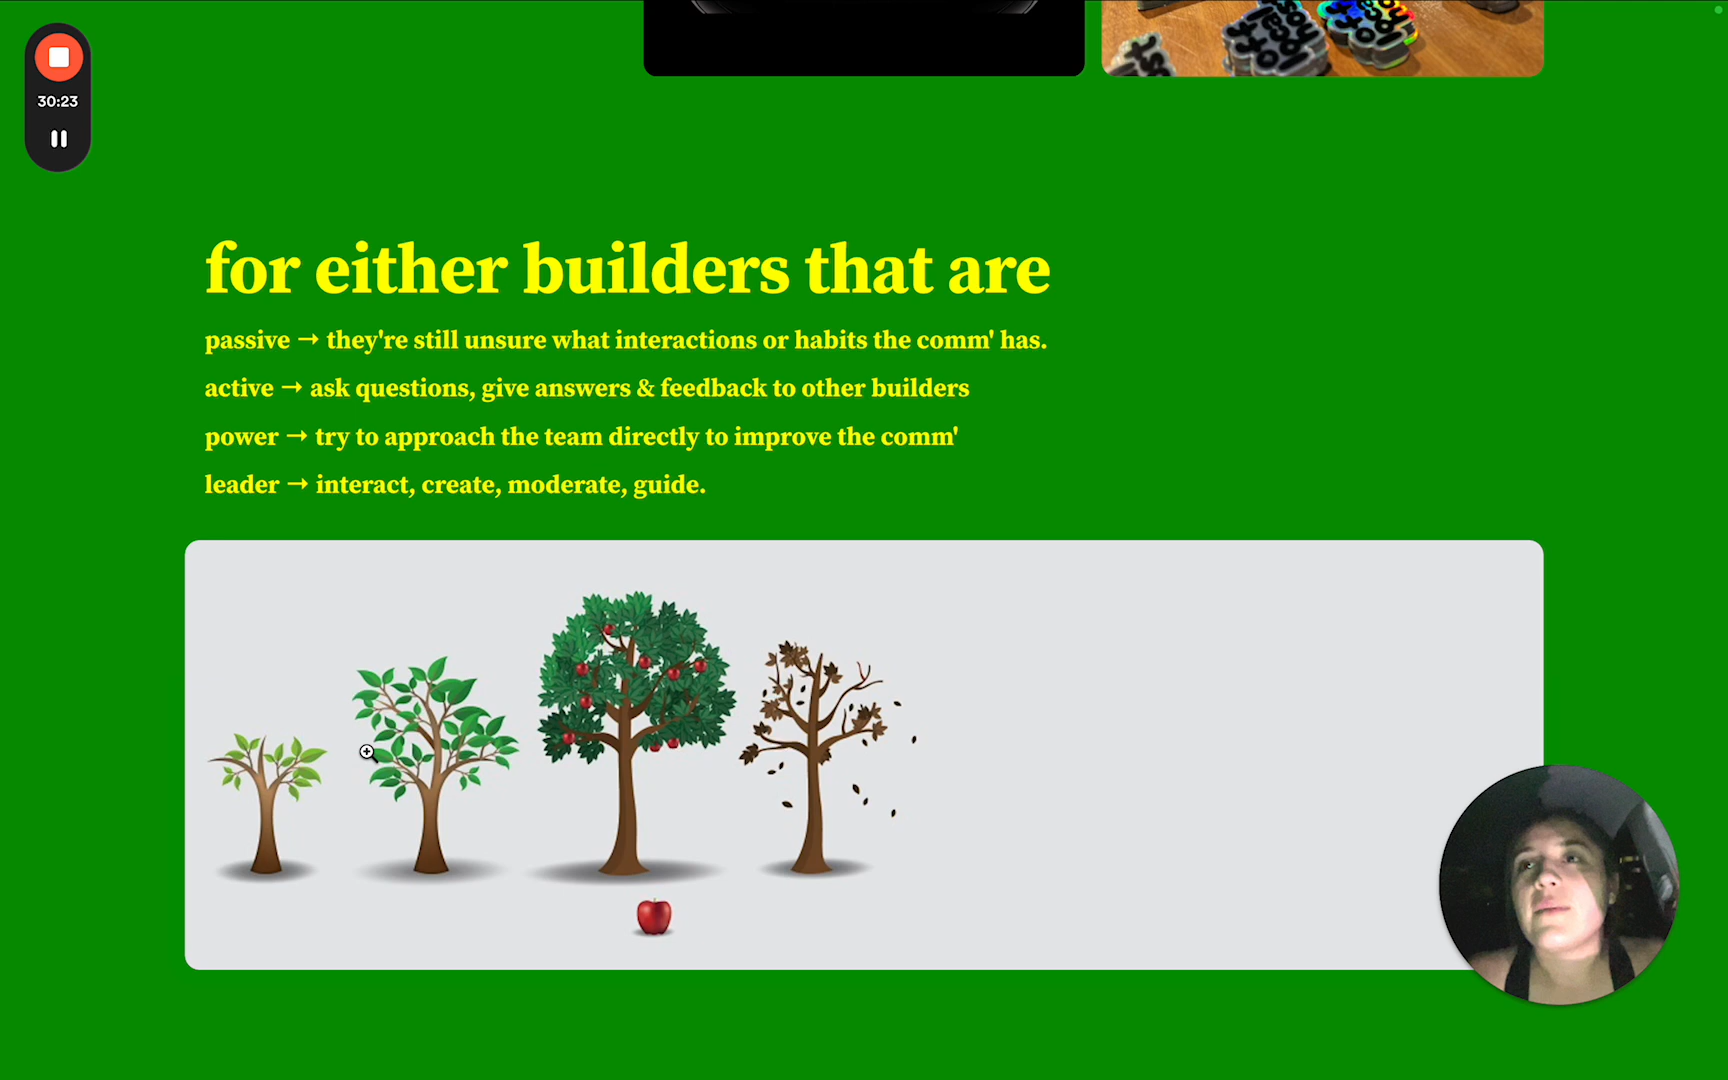 30:23
for either builders that are
passive → they're still unsure what interactions or habits the comm' has.
active → ask questions, give answers & feedback to other builders
power → try to approach the team directly to improve the comm'
leader → interact, create, moderate, guide.